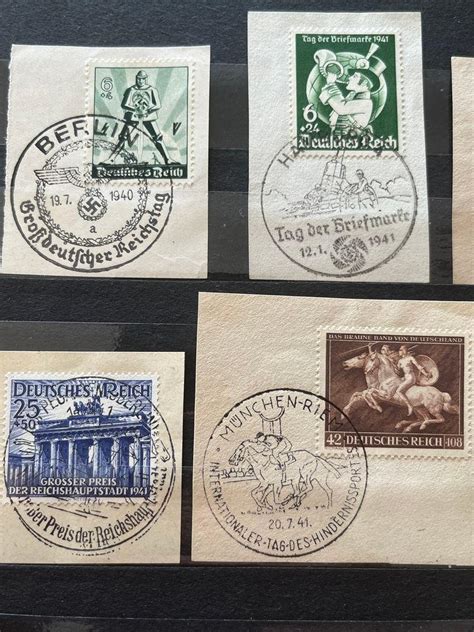 6
Deutsches Reich
BERLIN
19.7. 1940
a
Großdeutscher Reichstag
Tag der Briefmarke 1941
6
+24
Deutsches Reich
Tag der Briefmarke
12.1. 1941
DEUTSCHES REICH
25
+50
GROSSER PREIS
DER REICHSHAUPTSTADT 1941
Preis der Reichshaup
DAS BRAUNE BAND VON DEUTSCHLAND
42 DEUTSCHES REICH +108
MÜNCHEN-RIEM
INTERNATIONALER-TAG-DES-HINDERNISSPORTES
20.7.41.